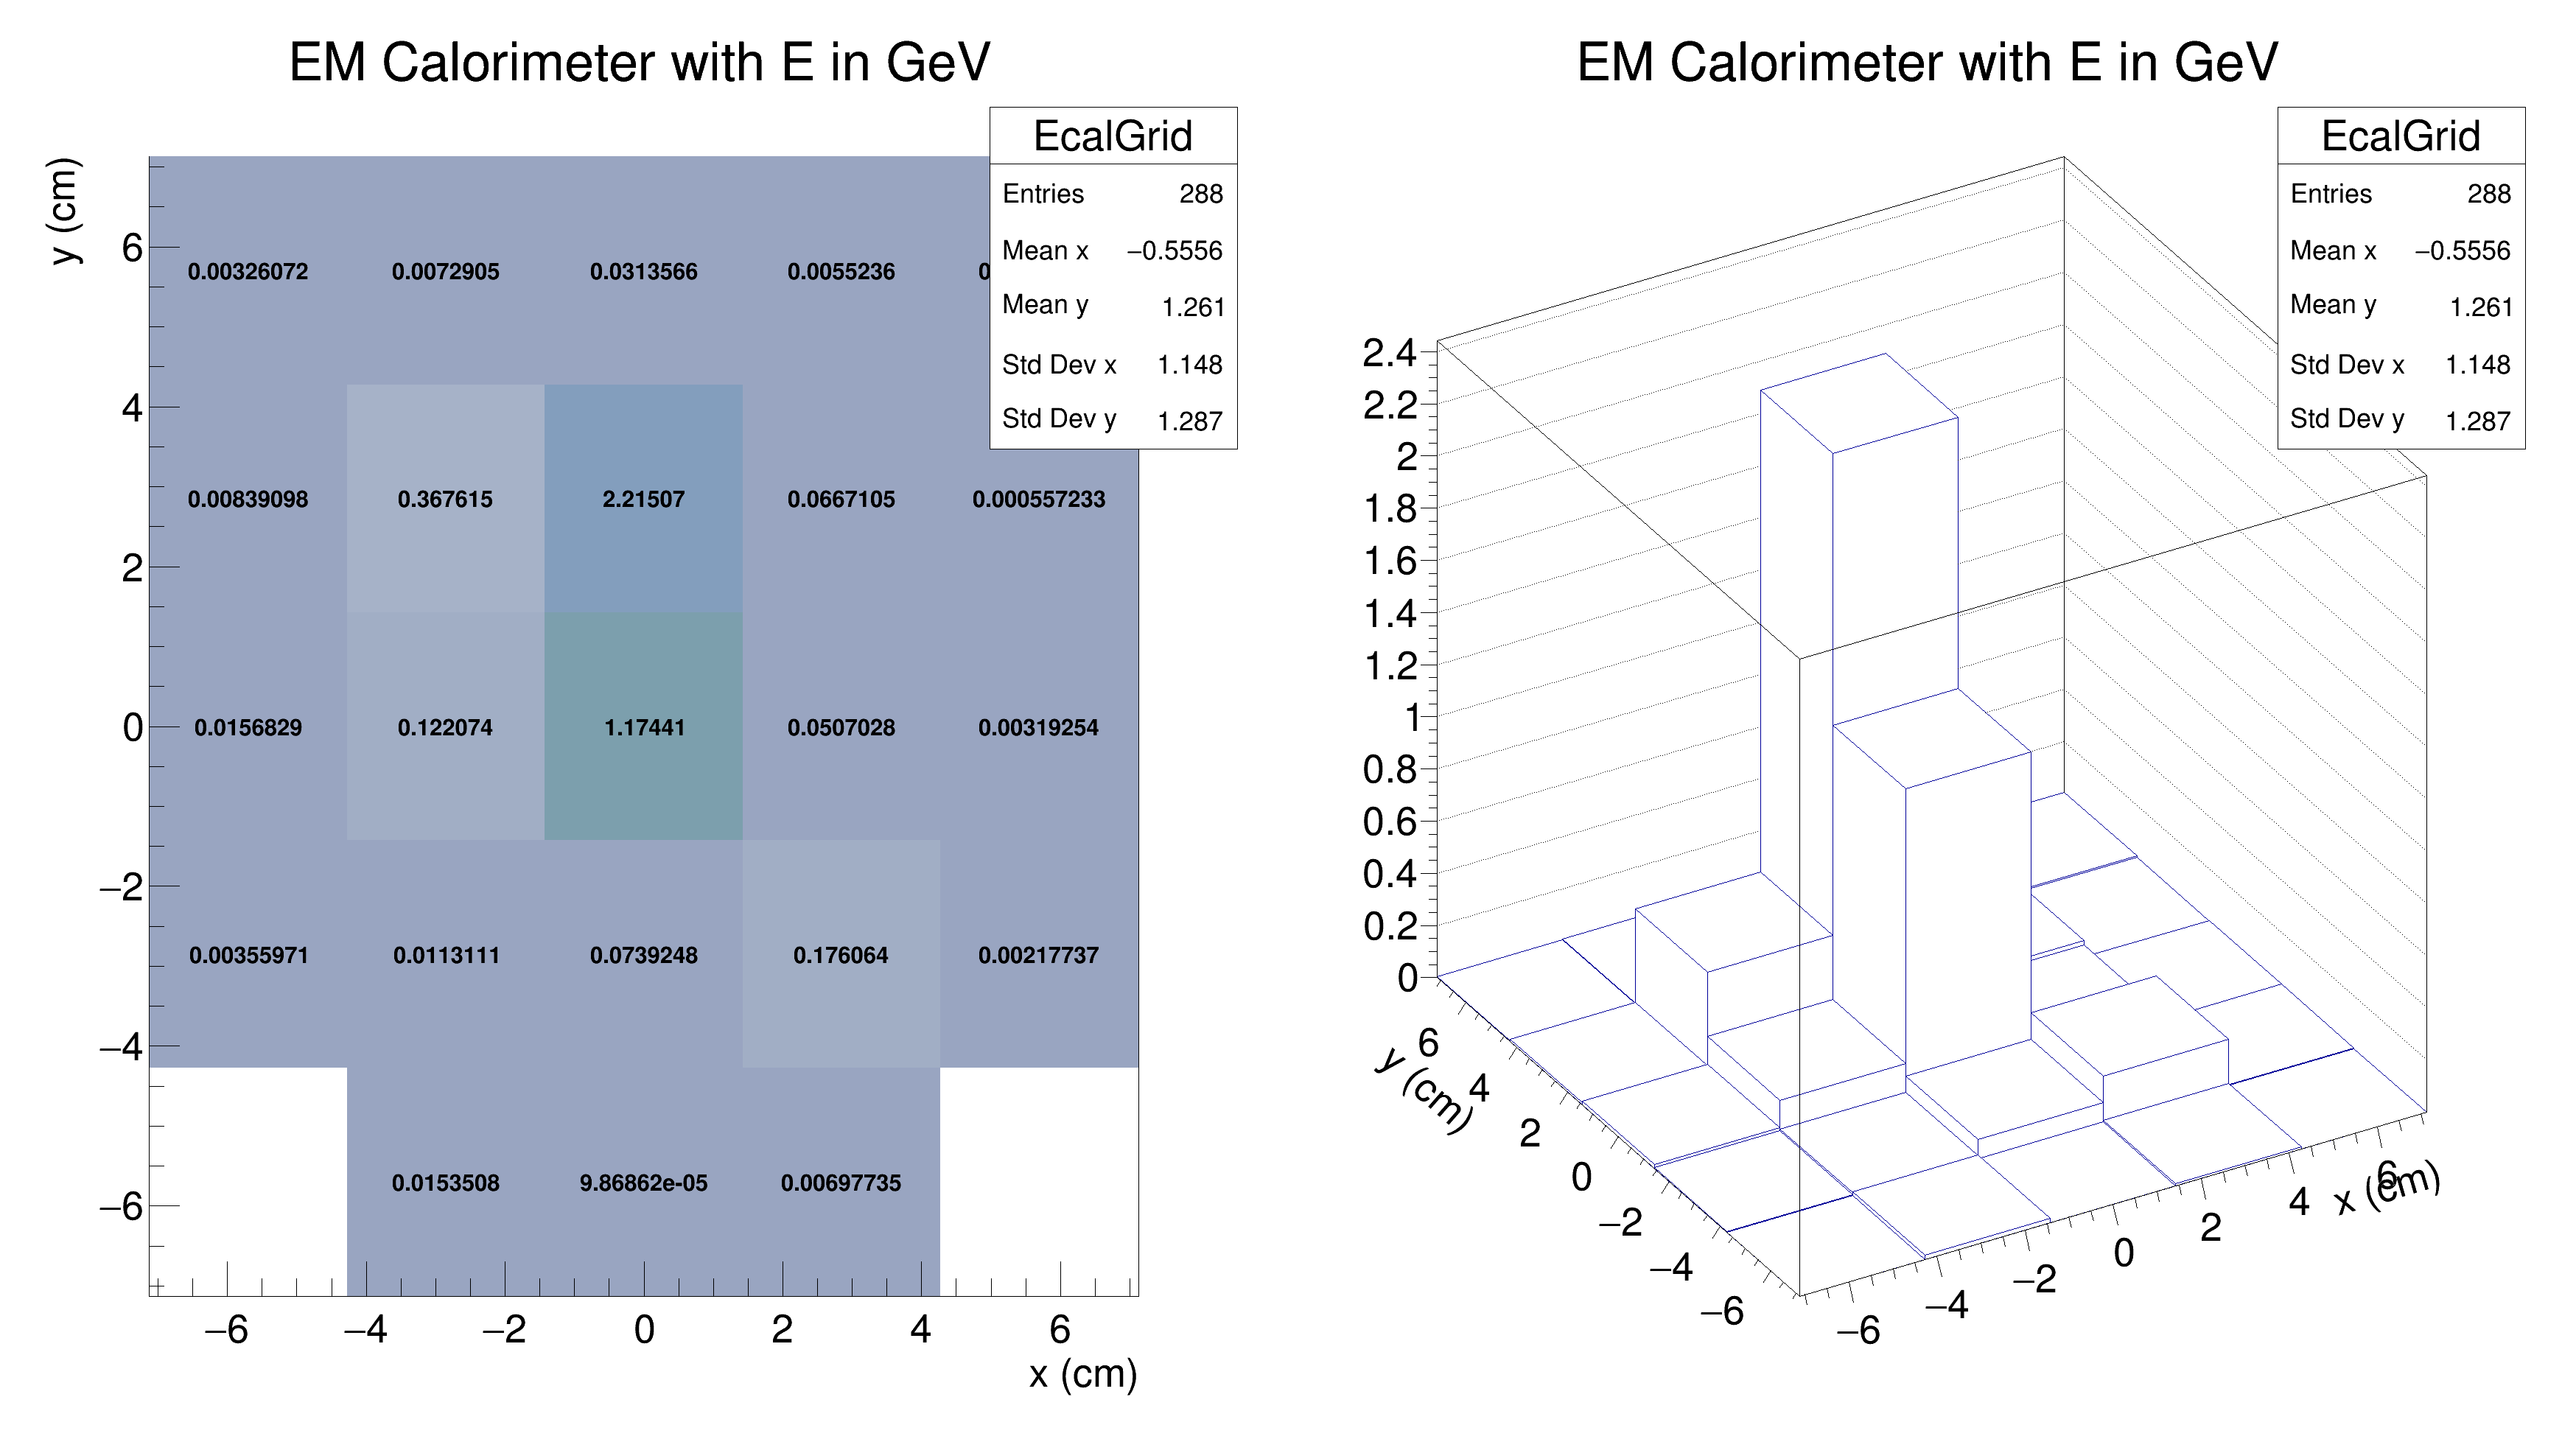 EM Calorimeter with E in GeV
y (cm)
EcalGrid
Entries 288
Mean x −0.5556
Mean y 1.261
Std Dev x 1.148
Std Dev y 1.287
6
4
2
0
−2
−4
−6
0.00326072 0.0072905 0.0313566 0.0055236 0
0.00839098 0.367615 2.21507 0.0667105 0.000557233
0.0156829 0.122074 1.17441 0.0507028 0.00319254
0.00355971 0.0113111 0.0739248 0.176064 0.00217737
0.0153508 9.86862e-05 0.00697735
−6 −4 −2 0 2 4 6
x (cm)
EM Calorimeter with E in GeV
EcalGrid
Entries 288
Mean x −0.5556
Mean y 1.261
Std Dev x 1.148
Std Dev y 1.287
2.4
2.2
2
1.8
1.6
1.4
1.2
1
0.8
0.6
0.4
0.2
0
6
4
2
0
−2
−4
−6
y (cm)
−6
−4
−2
0
2
4
6
x (cm)